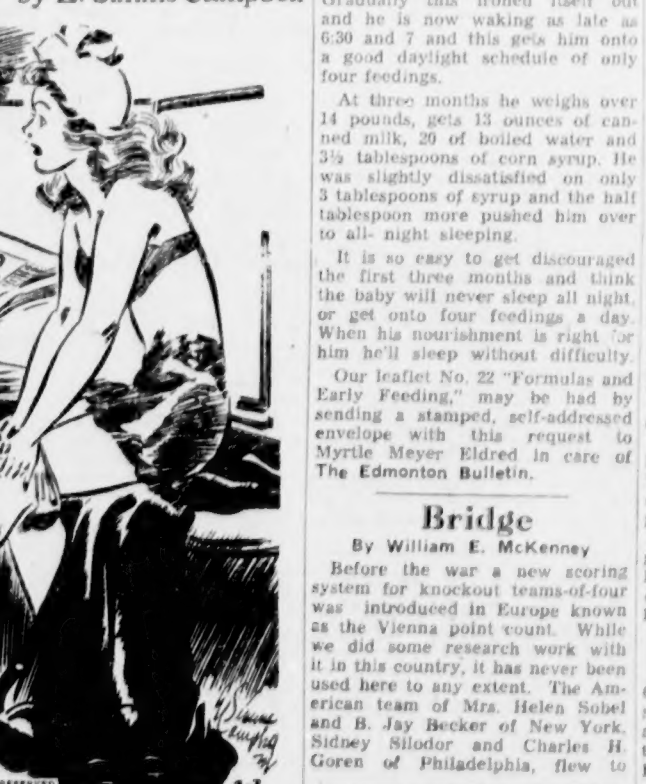 by E. Simms Campbell
Gradually this ironed itself out
and he is now waking as late as
6:30 and 7 and this gets him onto
a good daylight schedule of only
four feedings.
At three months he weighs over
14 pounds, gets 13 ounces of can-
ned milk, 20 of boiled water and
3½ tablespoons of corn syrup. He
was slightly dissatisfied on only
3 tablespoons of syrup and the half
tablespoon more pushed him over
to all- night sleeping.
It is so easy to get discouraged
the first three months and think
the baby will never sleep all night,
or get onto four feedings a day.
When his nourishment is right for
him he'll sleep without difficulty.
Our leaflet No. 22 "Formulas and
Early Feeding," may be had by
sending a stamped, self-addressed
envelope with this request to
Myrtle Meyer Eldred in care of
The Edmonton Bulletin.
Bridge
By William E. McKenney
Before the war a new scoring
system for knockout teams-of-four
was introduced in Europe known
as the Vienna point count. While
we did some research work with
it in this country, it has never been
used here to any extent. The Am-
erican team of Mrs. Helen Sobel
and B. Jay Becker of New York,
Sidney Silodor and Charles H.
Goren of Philadelphia, flew to
RESERVED